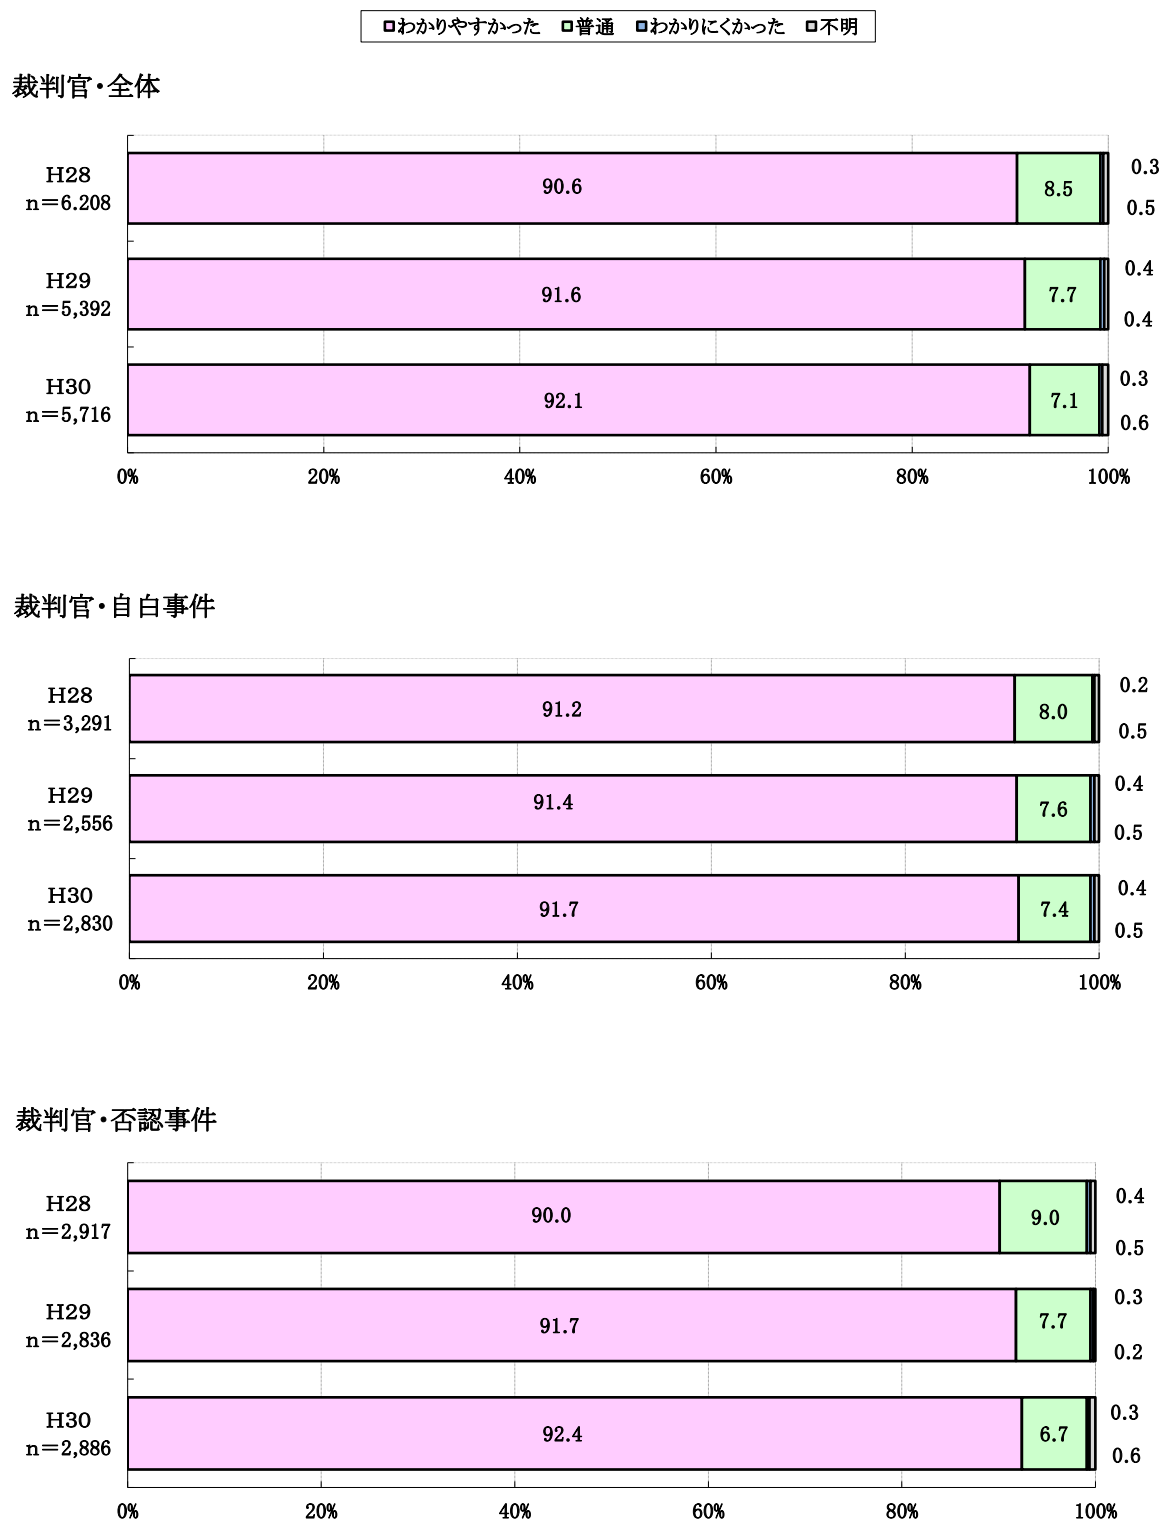 わかりやすかった 普通 わかりにくかった 不明
裁判官・全体
H28
n＝6.208
90.6 8.5 0.3
0.5
H29
n＝5,392
91.6 7.7 0.4
0.4
H30
n＝5,716
92.1 7.1 0.3
0.6
0% 20% 40% 60% 80% 100%
裁判官・自白事件
H28
n＝3,291
91.2 8.0 0.2
0.5
H29
n＝2,556
91.4 7.6 0.4
0.5
H30
n＝2,830
91.7 7.4 0.4
0.5
0% 20% 40% 60% 80% 100%
裁判官・否認事件
H28
n＝2,917
90.0 9.0 0.4
0.5
H29
n＝2,836
91.7 7.7 0.3
0.2
H30
n＝2,886
92.4 6.7 0.3
0.6
0% 20% 40% 60% 80% 100%